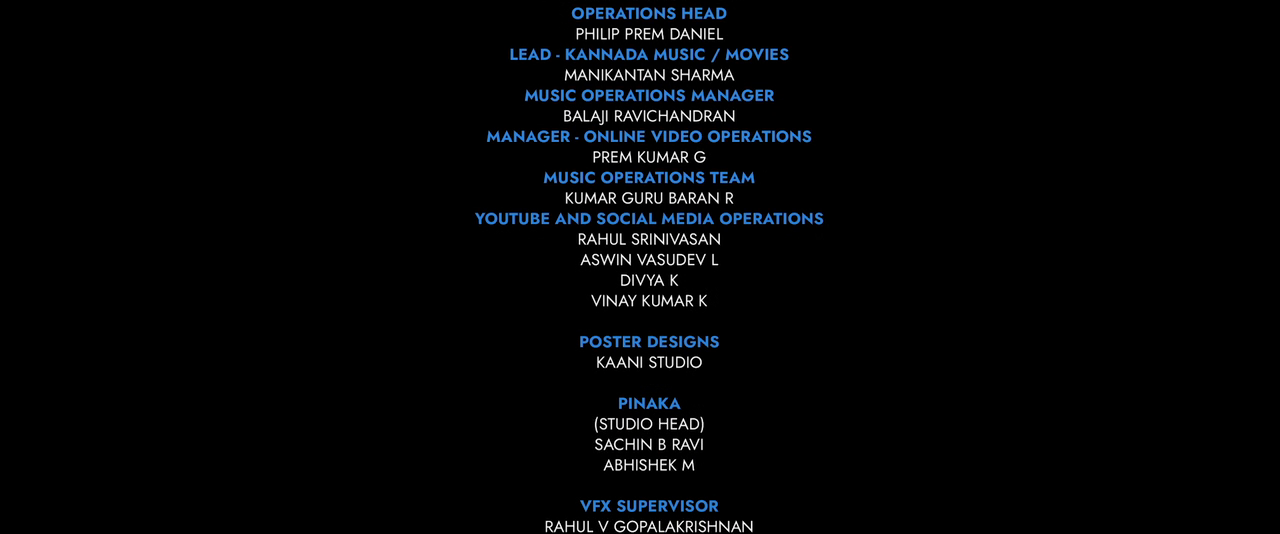 OPERATIONS HEAD
PHILIP PREM DANIEL
LEAD - KANNADA MUSIC / MOVIES
MANIKANTAN SHARMA
MUSIC OPERATIONS MANAGER
BALAJI RAVICHANDRAN
MANAGER - ONLINE VIDEO OPERATIONS
PREM KUMAR G
MUSIC OPERATIONS TEAM
KUMAR GURU BARAN R
YOUTUBE AND SOCIAL MEDIA OPERATIONS
RAHUL SRINIVASAN
ASWIN VASUDEV L
DIVYA K
VINAY KUMAR K
POSTER DESIGNS
KAANI STUDIO
PINAKA
(STUDIO HEAD)
SACHIN B RAVI
ABHISHEK M
VFX SUPERVISOR
RAHUL V GOPALAKRISHNAN